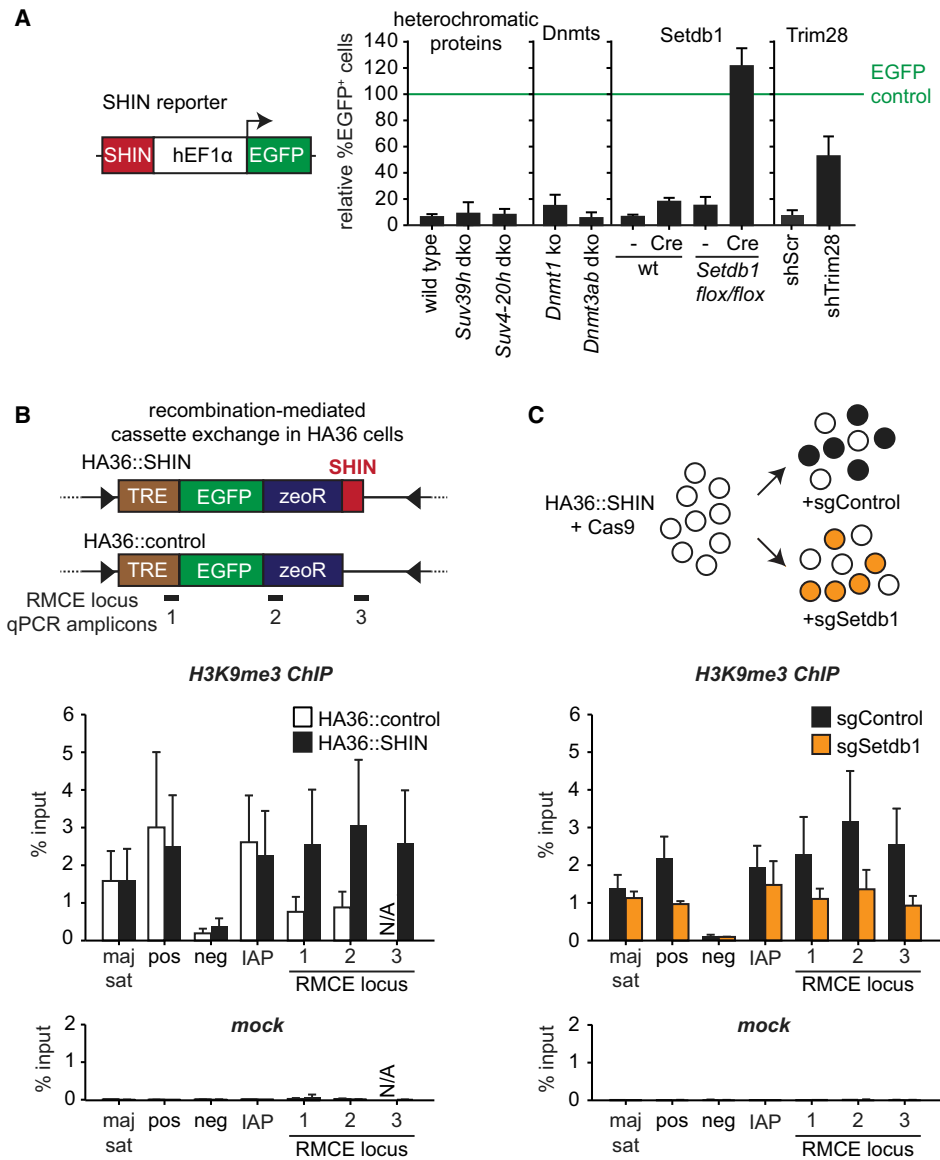 A
SHIN reporter
SHIN hEF1α EGFP
heterochromatic proteins
Dnmts
Setdb1
Trim28
relative %EGFP+ cells
140
120
100
80
60
40
20
0
EGFP control
wild type
Suv39h dko
Suv4-20h dko
Dnmt1 ko
Dnmt3ab dko
- Cre - Cre
wt
Setdb1 flox/flox
shScr
shTrim28
B
recombination-mediated
cassette exchange in HA36 cells
HA36::SHIN
SHIN
TRE EGFP zeoR
HA36::control
TRE EGFP zeoR
RMCE locus
qPCR amplicons 1 2 3
H3K9me3 ChIP
HA36::control
HA36::SHIN
% input
6
5
4
3
2
1
0
N/A
maj sat pos neg IAP 1 2 3
RMCE locus
mock
% input
2
1
0
N/A
maj sat pos neg IAP 1 2 3
RMCE locus
C
HA36::SHIN
+ Cas9
+sgControl
+sgSetdb1
H3K9me3 ChIP
sgControl
sgSetdb1
% input
6
5
4
3
2
1
0
maj sat pos neg IAP 1 2 3
RMCE locus
mock
% input
2
1
0
maj sat pos neg IAP 1 2 3
RMCE locus